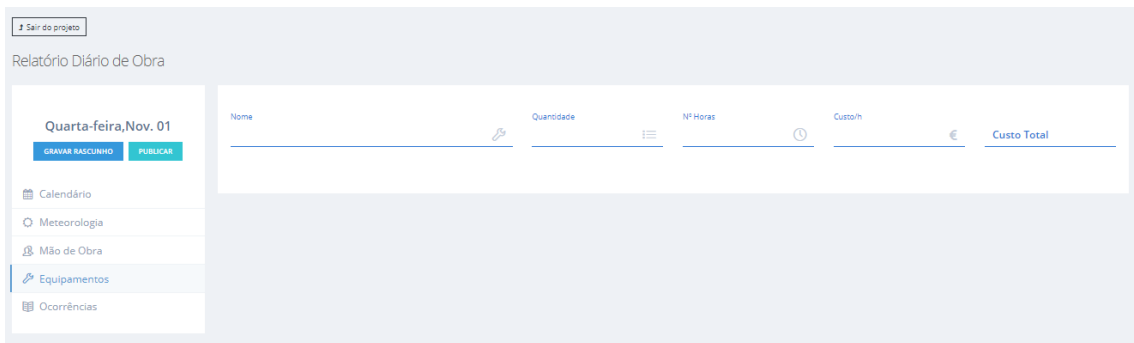 Sair do projeto
Relatório Diário de Obra
Quarta-feira,Nov. 01
GRAVAR RASCUNHO PUBLICAR
Calendário
Meteorologia
Mão de Obra
Equipamentos
Ocorrências
Nome Quantidade Nº Horas Custo/h
€ Custo Total